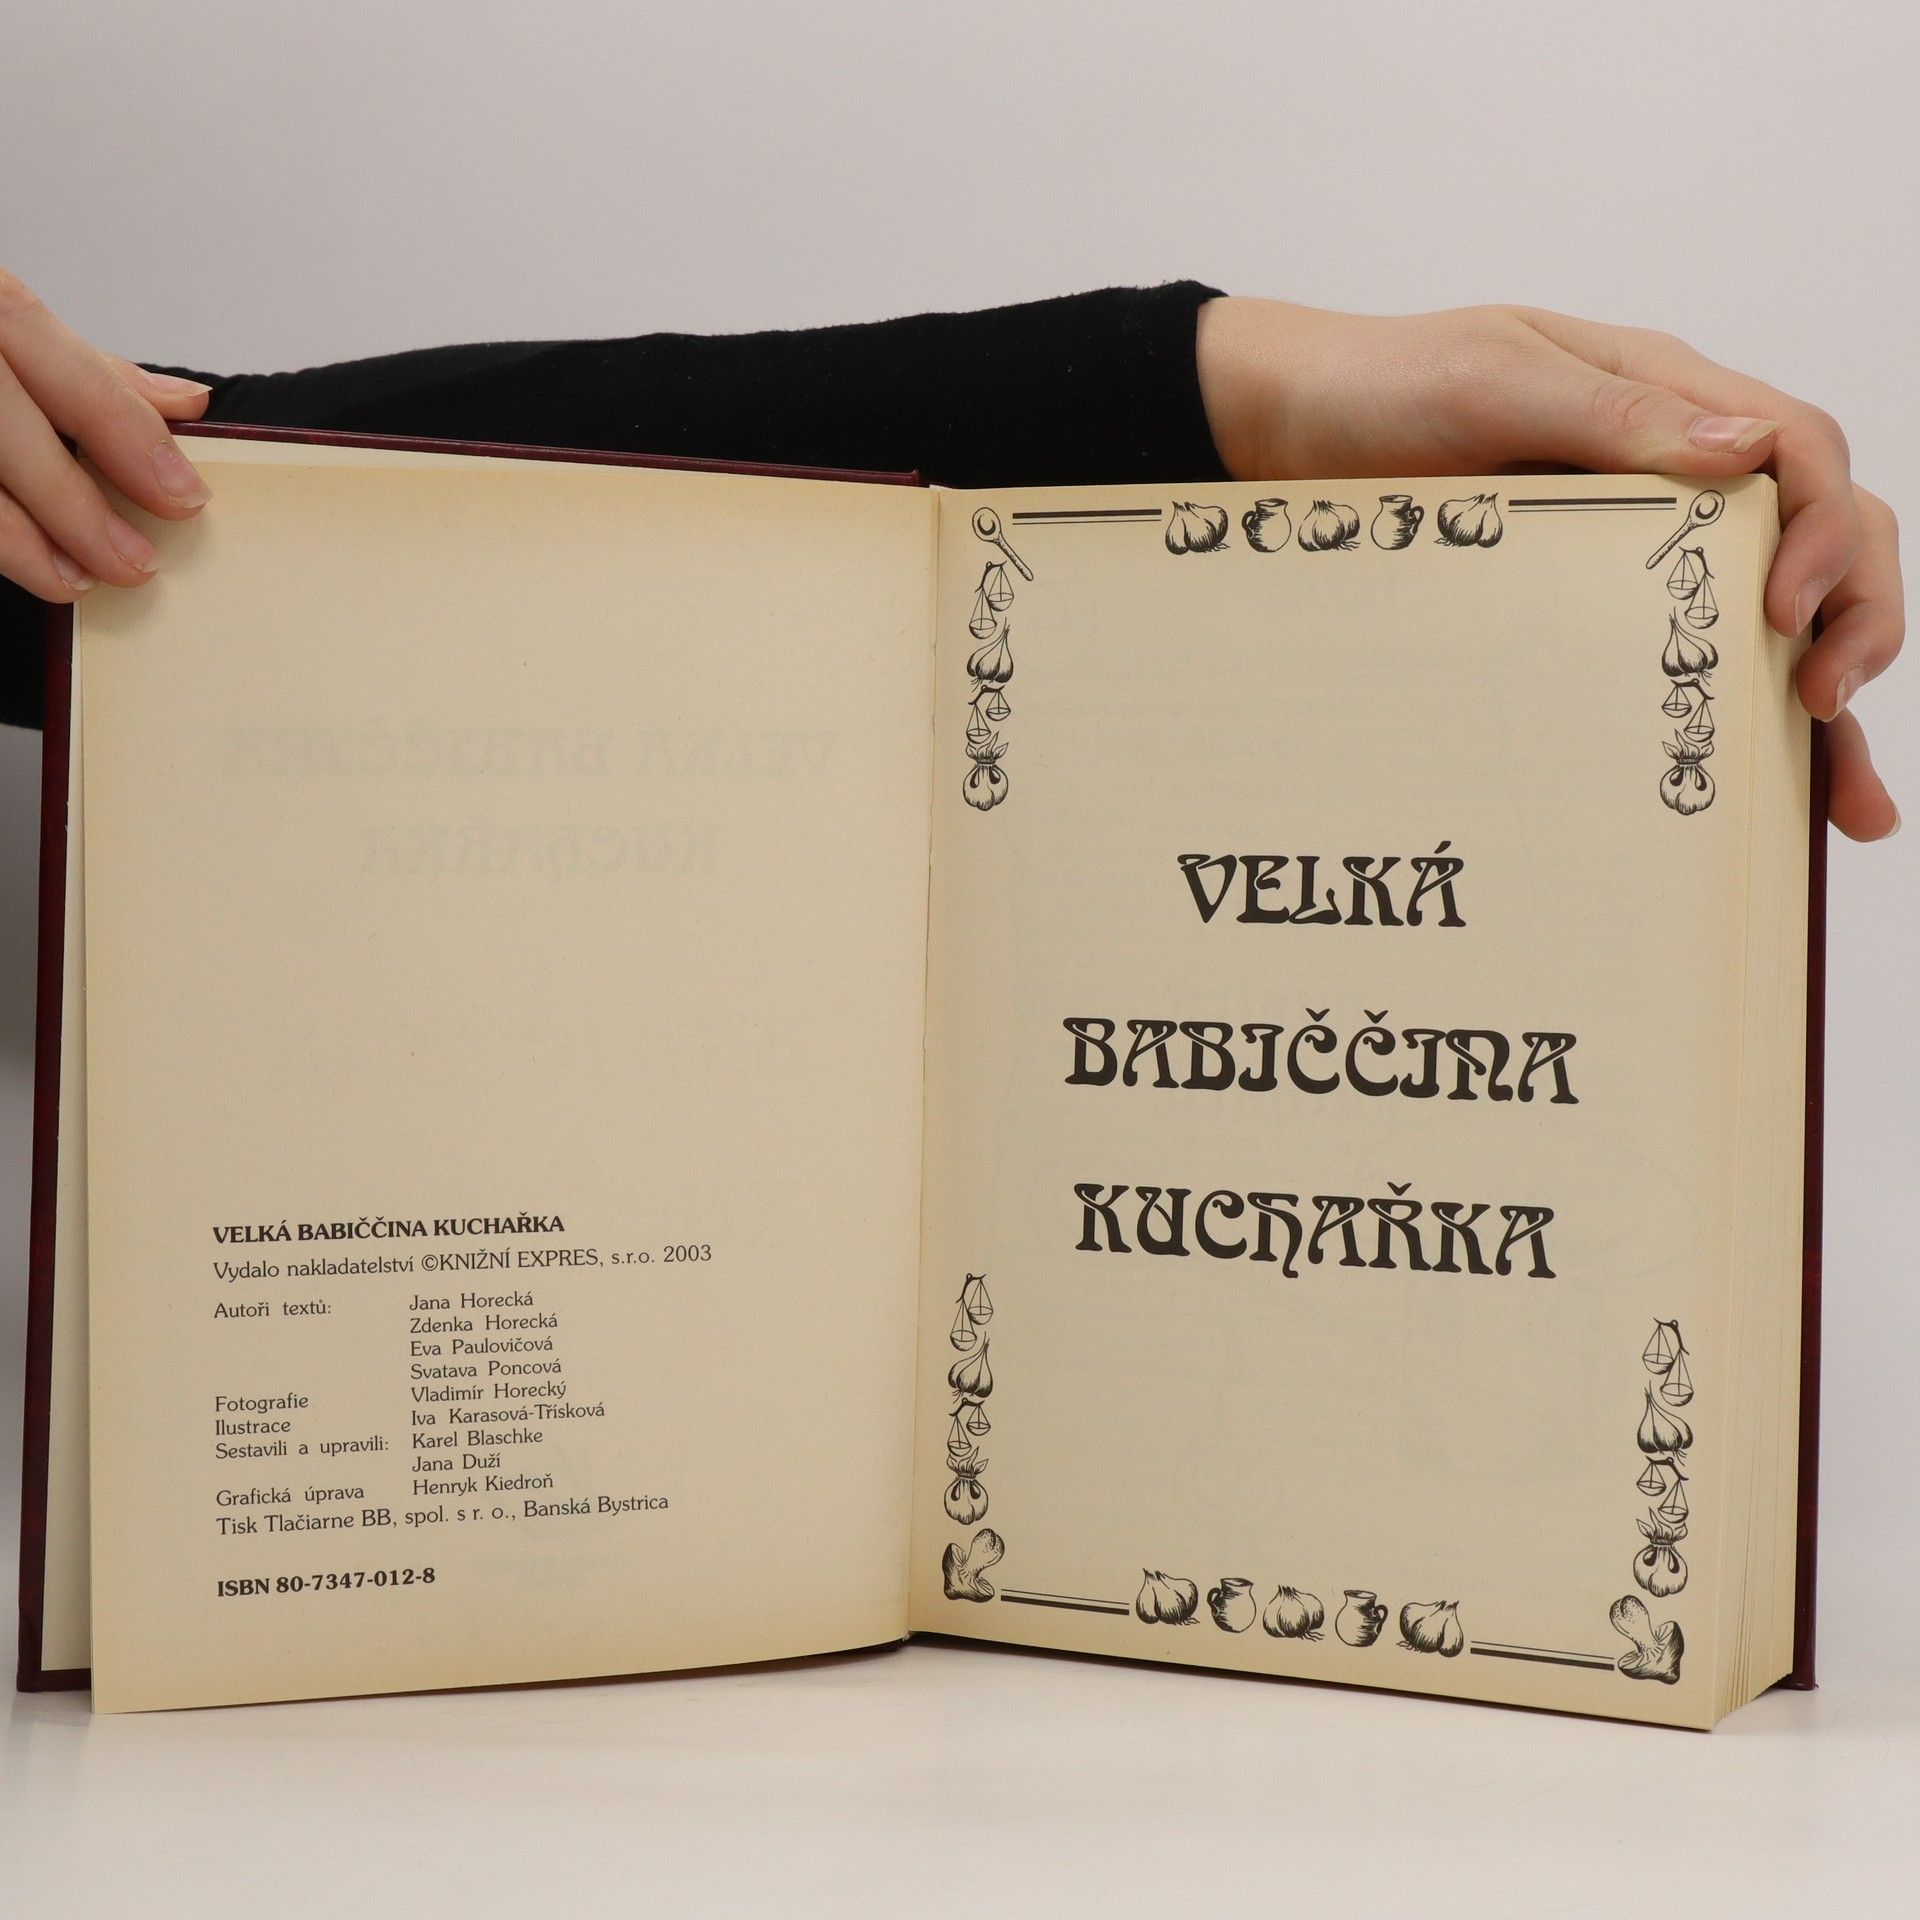 VELKÁ BABIČČINA KUCHAŘKA
Vydalo nakladatelství ©KNIŽNÍ EXPRES, s.r.o. 2003
Autoři textů: Jana Horecká
Zdenka Horecká
Eva Paulovičová
Svatava Poncová
Fotografie Vladimír Horecký
Ilustrace Iva Karasová-Třísková
Sestavili a upravili: Karel Blaschke
Jana Duží
Grafická úprava Henryk Kiedroň
Tisk Tlačiarne BB, spol. s r. o., Banská Bystrica
ISBN 80-7347-012-8
VELKÁ
BABIČČINA
KUCHAŘKA